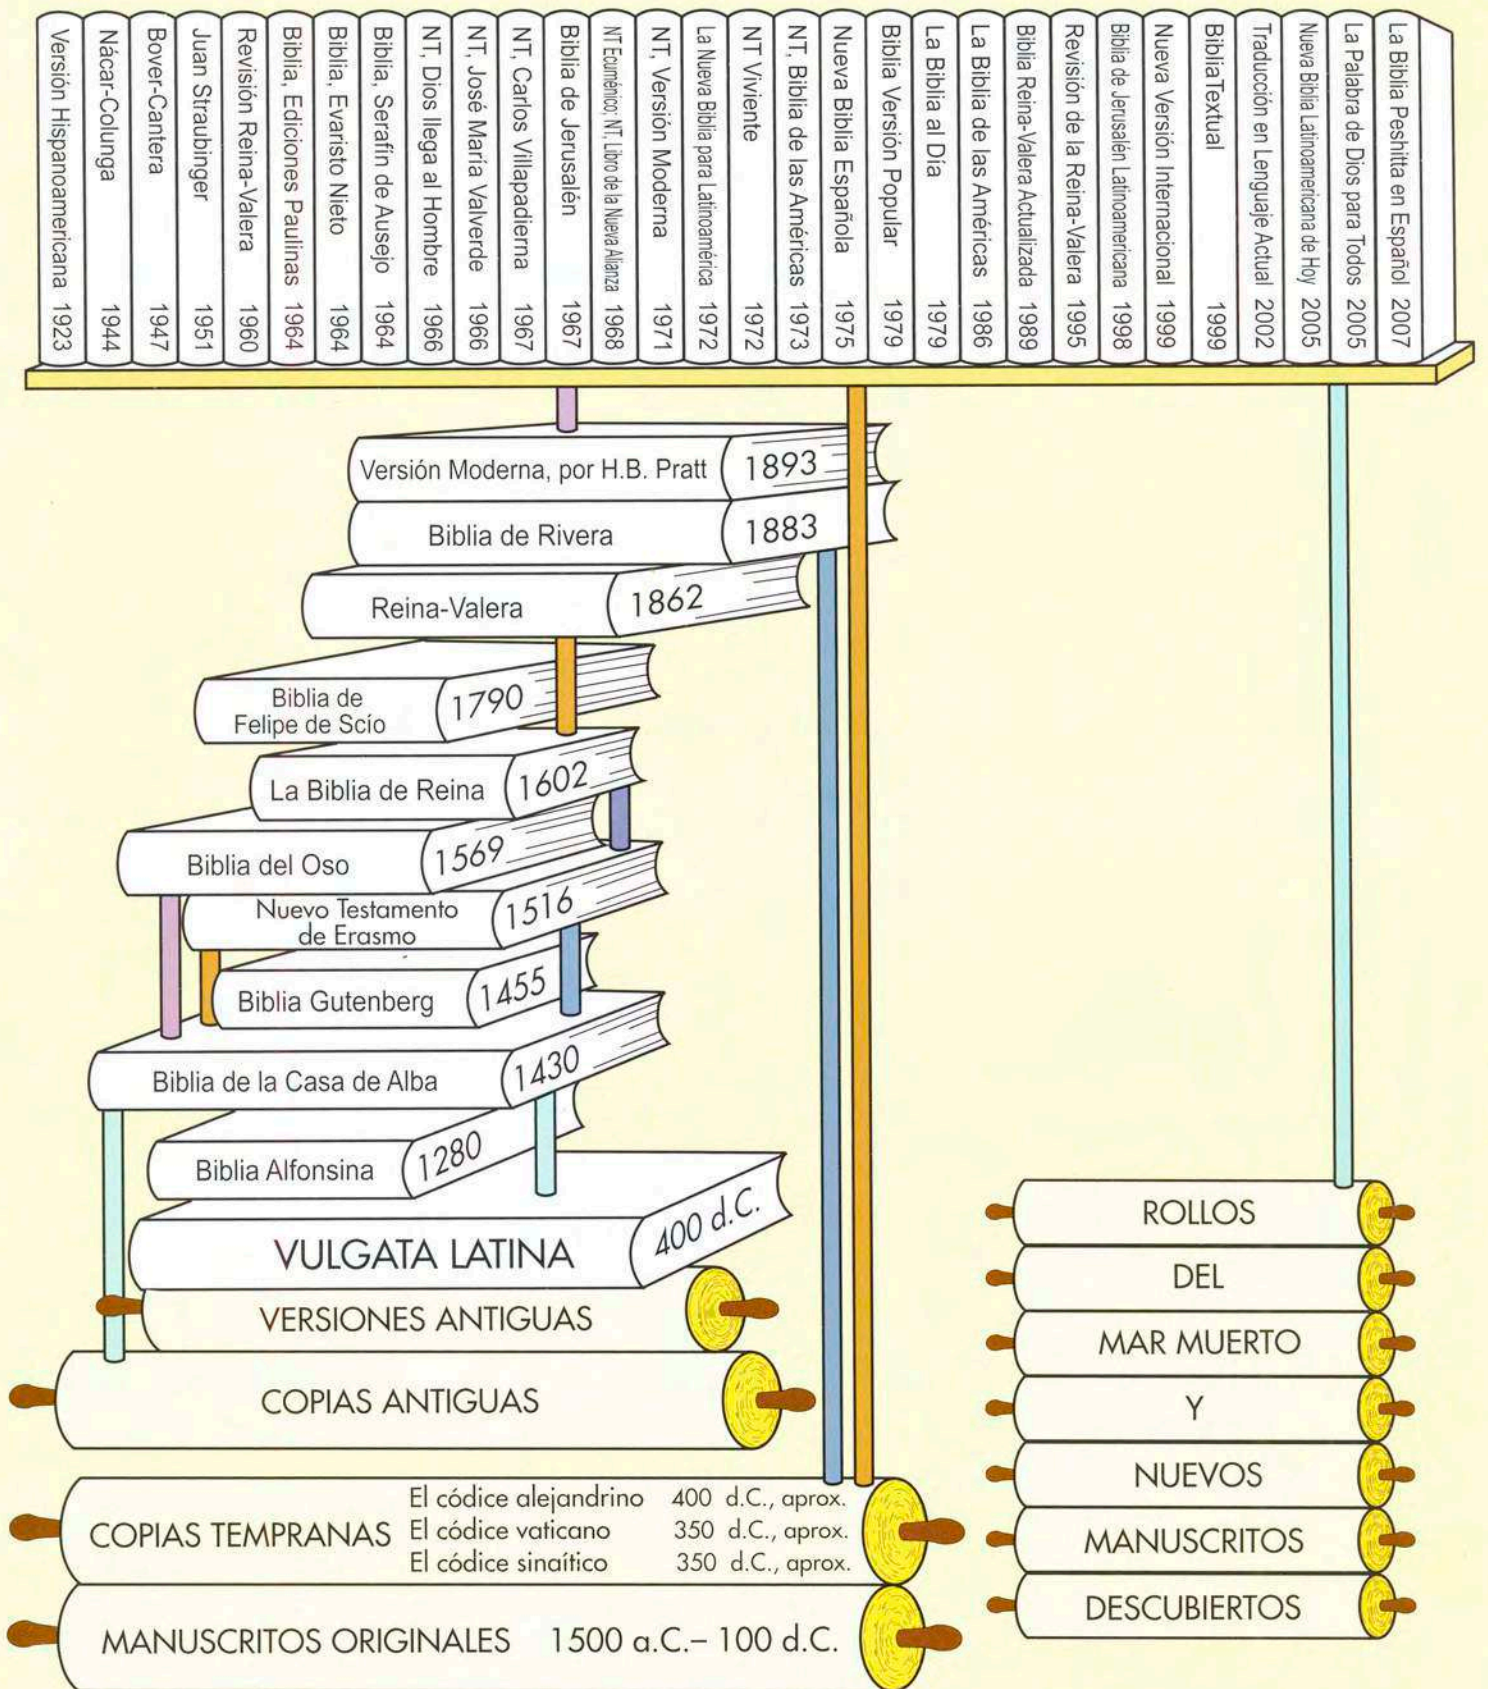 Versión Hispanoamericana 1923
Nácar-Colunga 1944
Bover-Cantera 1947
Juan Straubinger 1951
Revisión Reina-Valera 1960
Biblia, Ediciones Paulinas 1964
Biblia, Evaristo Nieto 1964
Biblia, Serafín de Ausejo 1964
NT, Dios llega al Hombre 1966
NT, José María Valverde 1966
NT, Carlos Villapadierna 1967
Biblia de Jerusalén 1967
NT Ecuménico; NT, Libro de la Nueva Alianza 1968
NT, Versión Moderna 1971
La Nueva Biblia para Latinoamérica 1972
NT Viviente 1972
NT, Biblia de las Américas 1973
Nueva Biblia Española 1975
Biblia Versión Popular 1979
La Biblia al Día 1979
La Biblia de las Américas 1986
Biblia Reina-Valera Actualizada 1989
Revisión de la Reina-Valera 1995
Biblia de Jerusalén Latinoamericana 1998
Nueva Versión Internacional 1999
BibliaTextual 1999
Traducción en Lenguaje Actual 2002
Nueva Biblia Latinoamericana de Hoy 2005
La Palabra de Dios para Todos 2005
La Biblia Peshitta en Español 2007
Versión Moderna, por H.B. Pratt 1893
Biblia de Rivera 1883
Reina-Valera 1862
Biblia de
Felipe de Scío 1790
La Biblia de Reina 1602
Biblia del Oso 1569
Nuevo Testamento
de Erasmo 1516
Biblia Gutenberg 1455
Biblia de la Casa de Alba 1430
Biblia Alfonsina 1280
VULGATA LATINA 400 d.C.
VERSIONES ANTIGUAS
COPIAS ANTIGUAS
COPIAS TEMPRANAS
El códice alejandrino 400 d.C., aprox.
El códice vaticano 350 d.C., aprox.
El códice sinaítico 350 d.C., aprox.
MANUSCRITOS ORIGINALES 1500 a.C.– 100 d.C.
ROLLOS
DEL
MAR MUERTO
Y
NUEVOS
MANUSCRITOS
DESCUBIERTOS